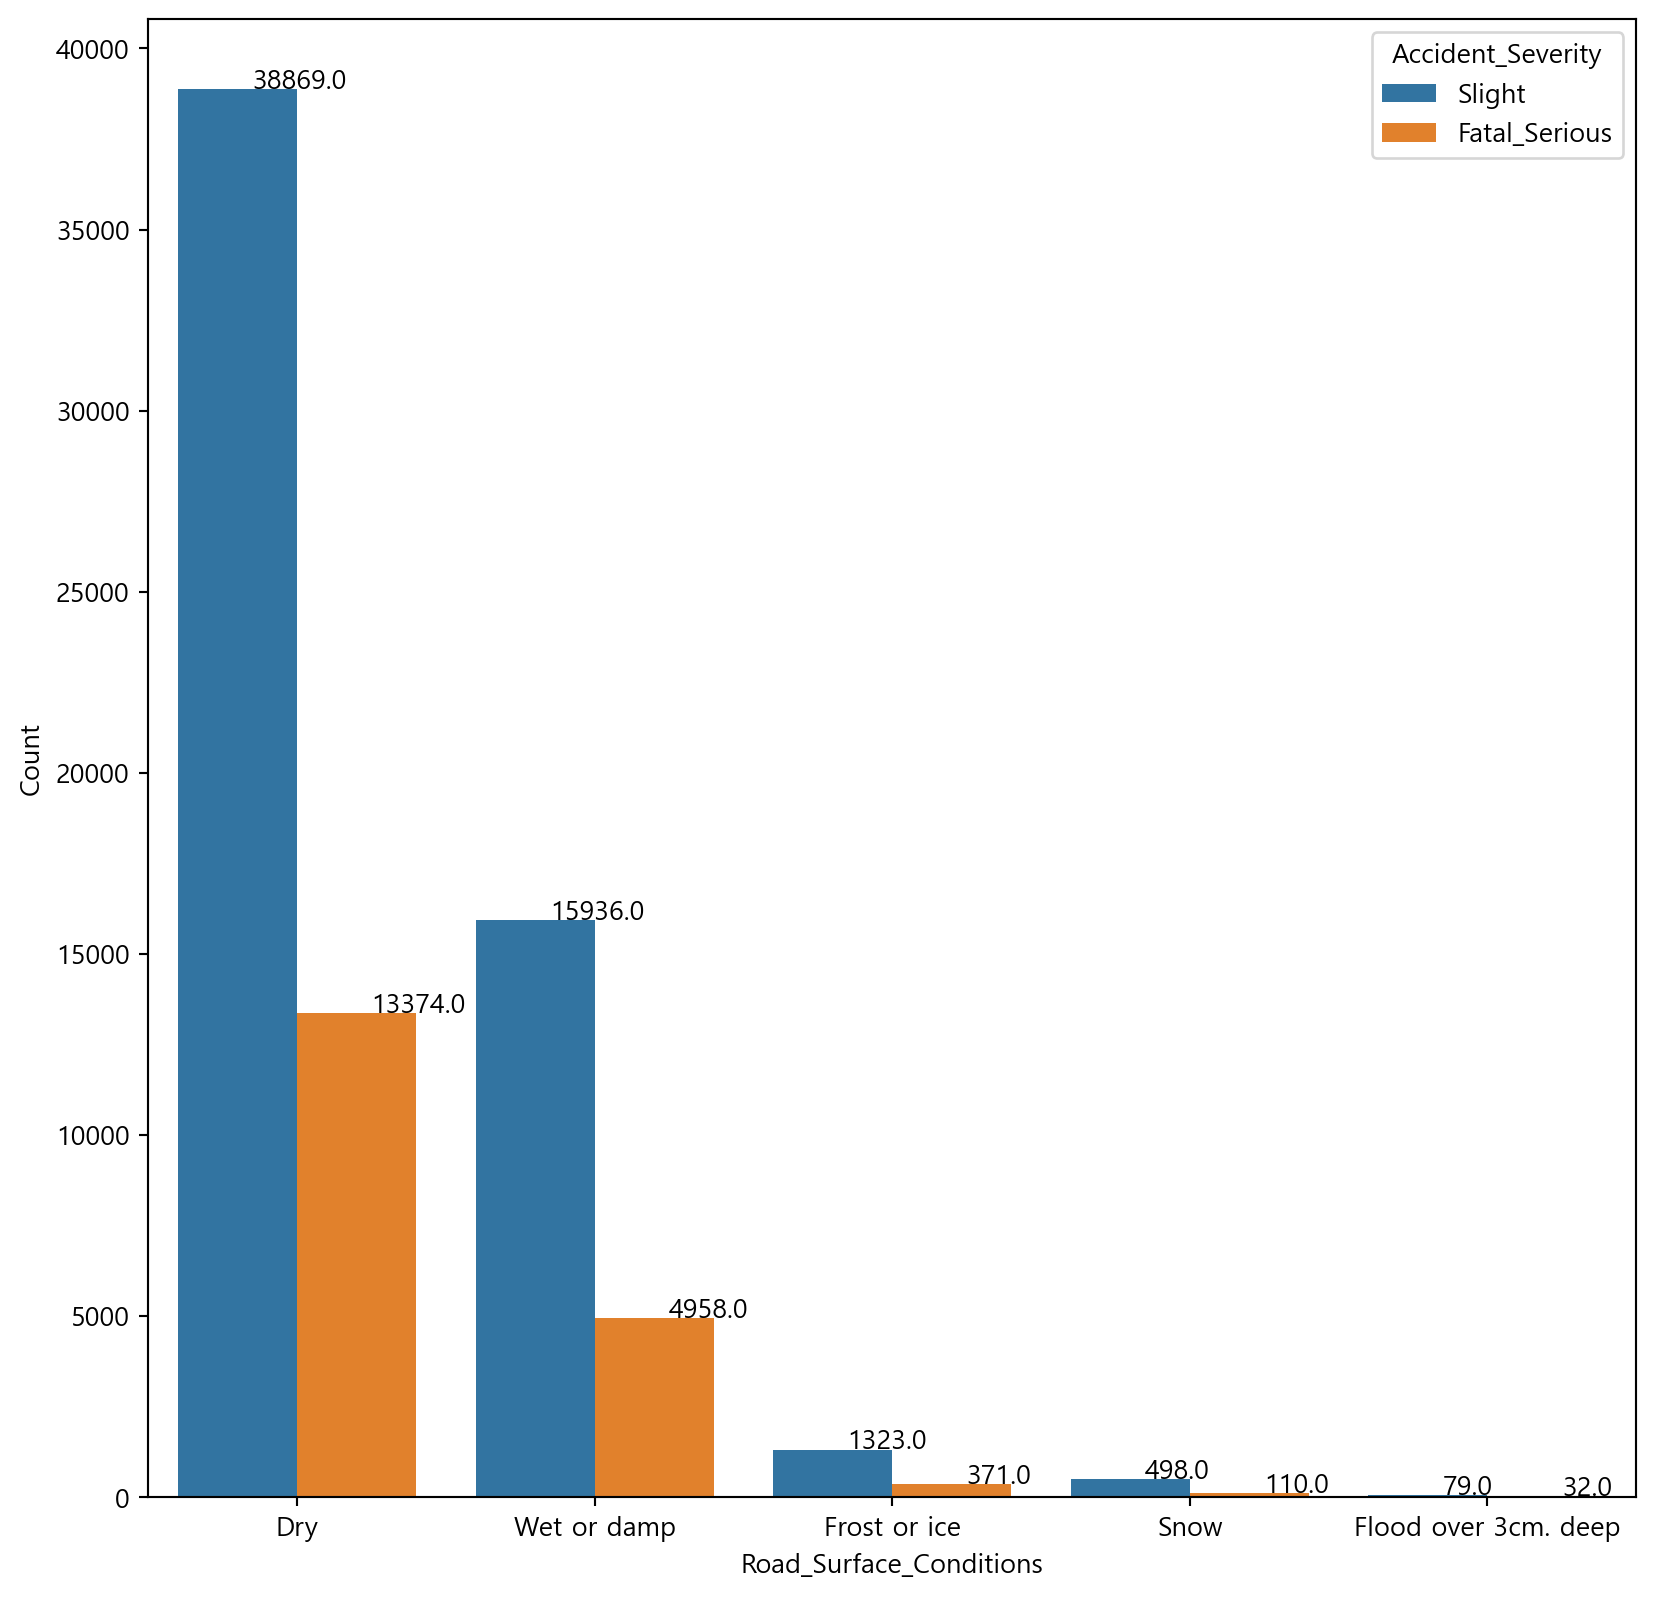 40000
35000
30000
25000
20000
15000
10000
5000
0
Count
38869.0
13374.0
15936.0
4958.0
1323.0
371.0
498.0
110.0
79.0
32.0
Accident_Severity
Slight
Fatal_Serious
Dry
Wet or damp
Frost or ice
Snow
Flood over 3cm. deep
Road_Surface_Conditions